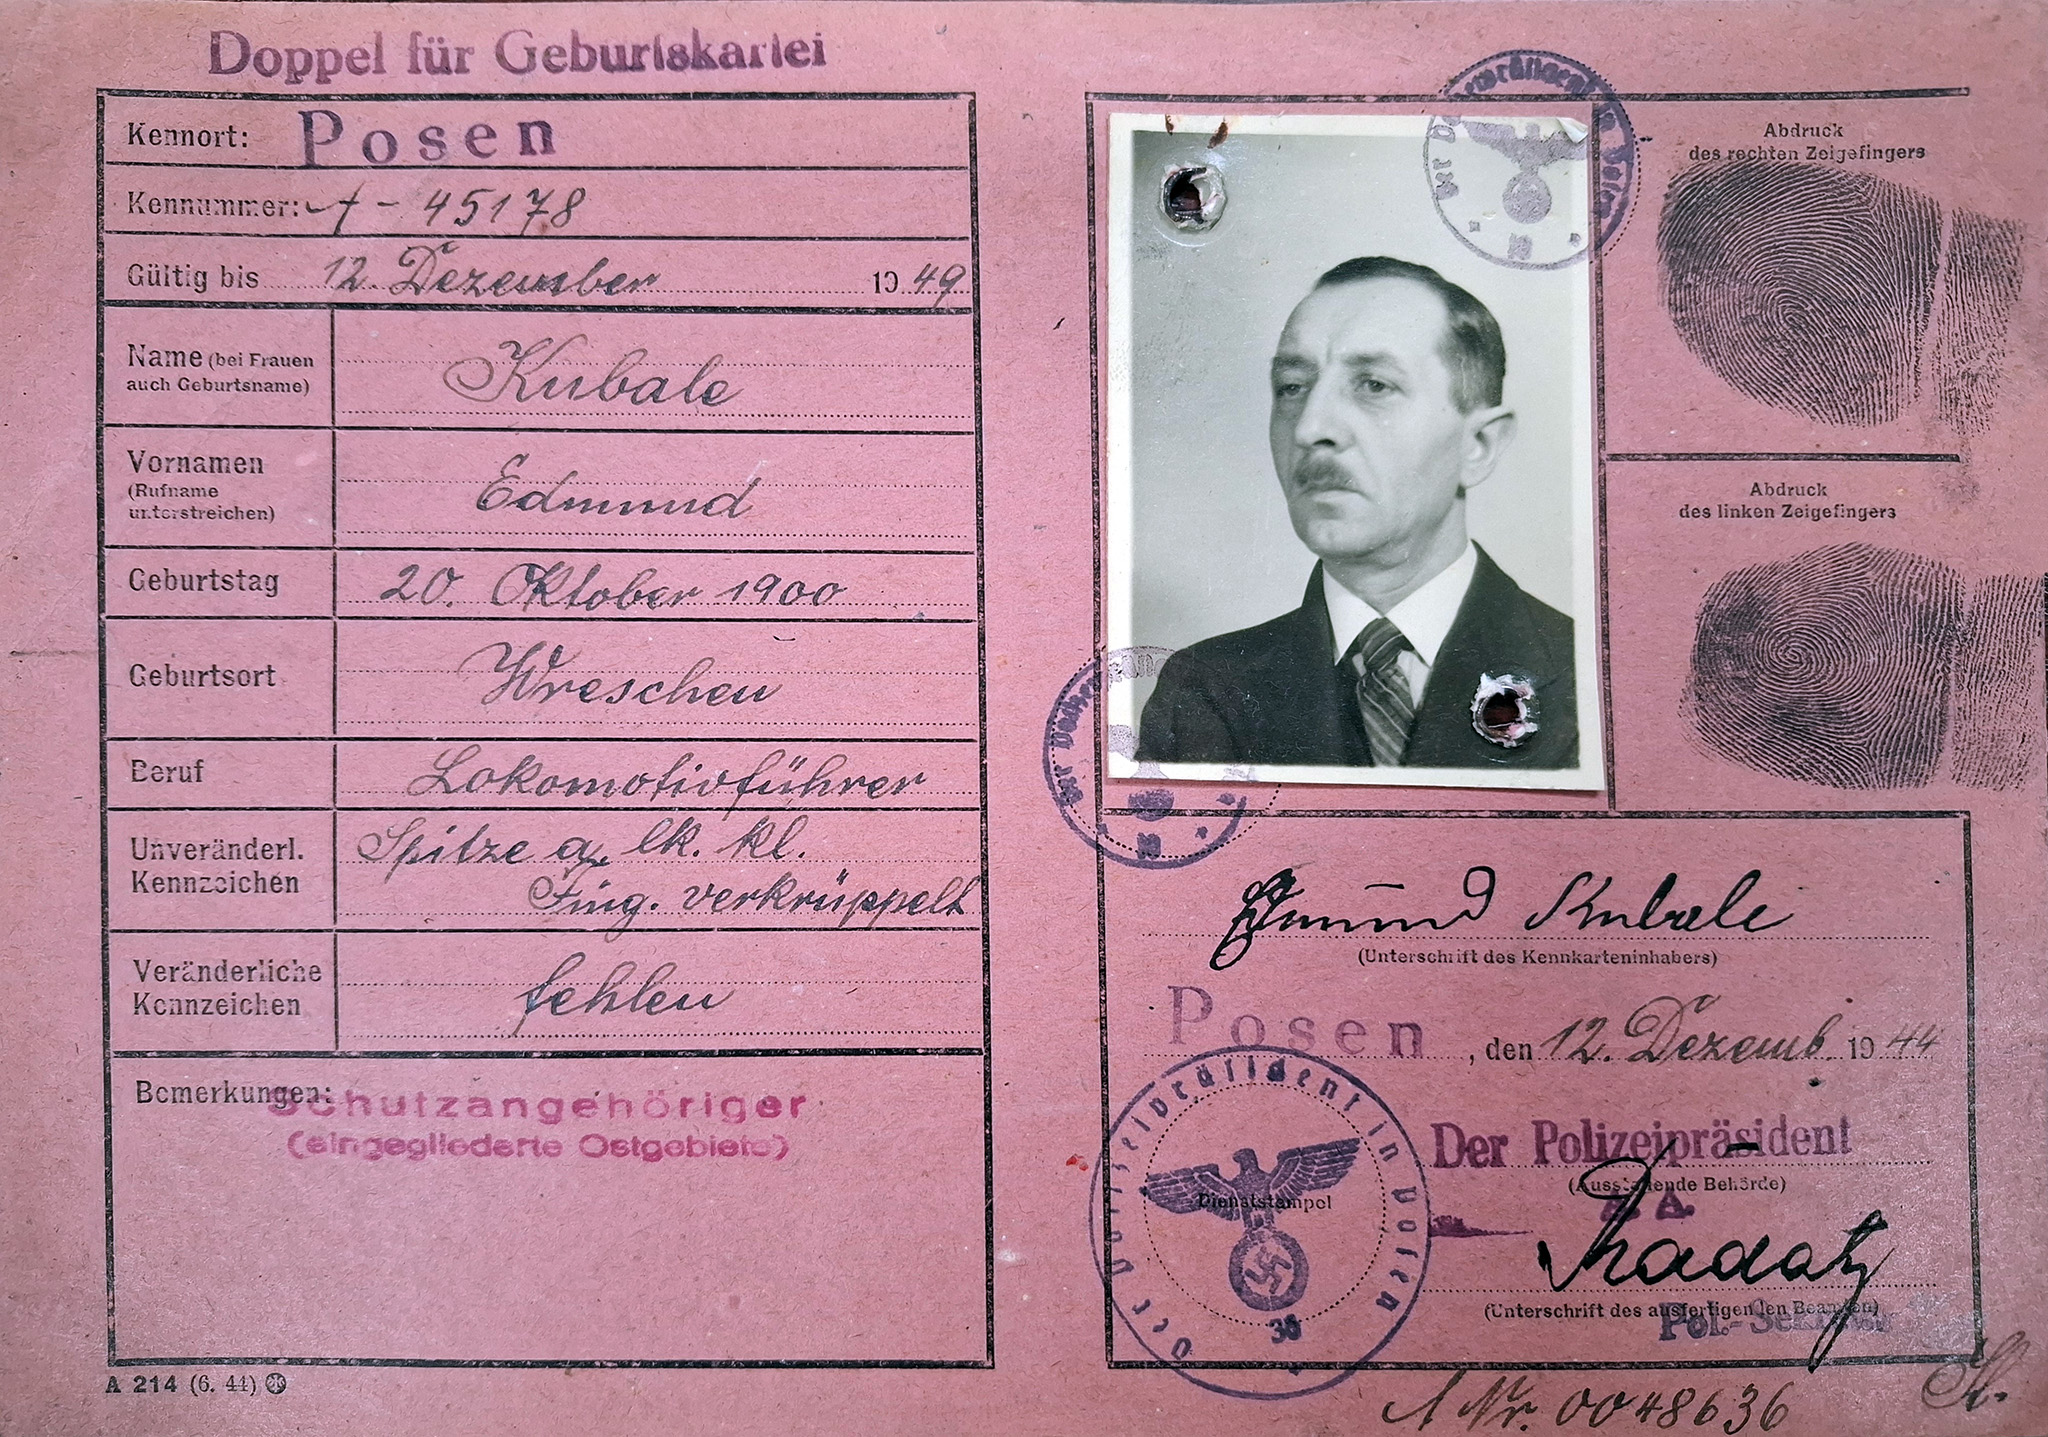 Doppel für Geburtskartei
Kennort: Posen
Kennummer: A - 45178
Gültig bis 12. Dezember 1949
Name (bei Frauen
auch Geburtsname)
Kubale
Vornamen
(Rufname
unterstreichen)
Edmund
Geburtstag 20. Oktober 1900
Geburtsort Wreschen
Beruf Lokomotivführer
Unveränderl.
Kennzeichen
Spitze a. lk. kl.
Fing. verkrüppelt
Veränderliche
Kennzeichen
fehlen
Bemerkungen:
Schutzangehöriger
(eingegliederte Ostgebiete)
A 214 (6. 44)
Abdruck
des rechten Zeigefingers
Abdruck
des linken Zeigefingers
Edmund Kubale
(Unterschrift des Kennkarteninhabers)
Posen, den 12. Dezemb. 1944
Der Polizeipräsident
(Ausstellende Behörde)
Der Polizeipräsident in Posen
Dienststempel
36
(Unterschrift des ausfertigenden Beamten)
Pol.-Sekretär
A Nr. 0048636